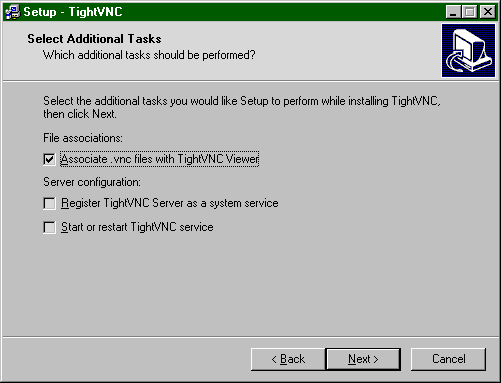 Setup - TightVNC
Select Additional Tasks
Which additional tasks should be performed?
Select the additional tasks you would like Setup to perform while installing TightVNC,
then click Next.
File associations:
Associate .vnc files with TightVNC Viewer
Server configuration:
Register TightVNC Server as a system service
Start or restart TightVNC service
< Back
Next >
Cancel